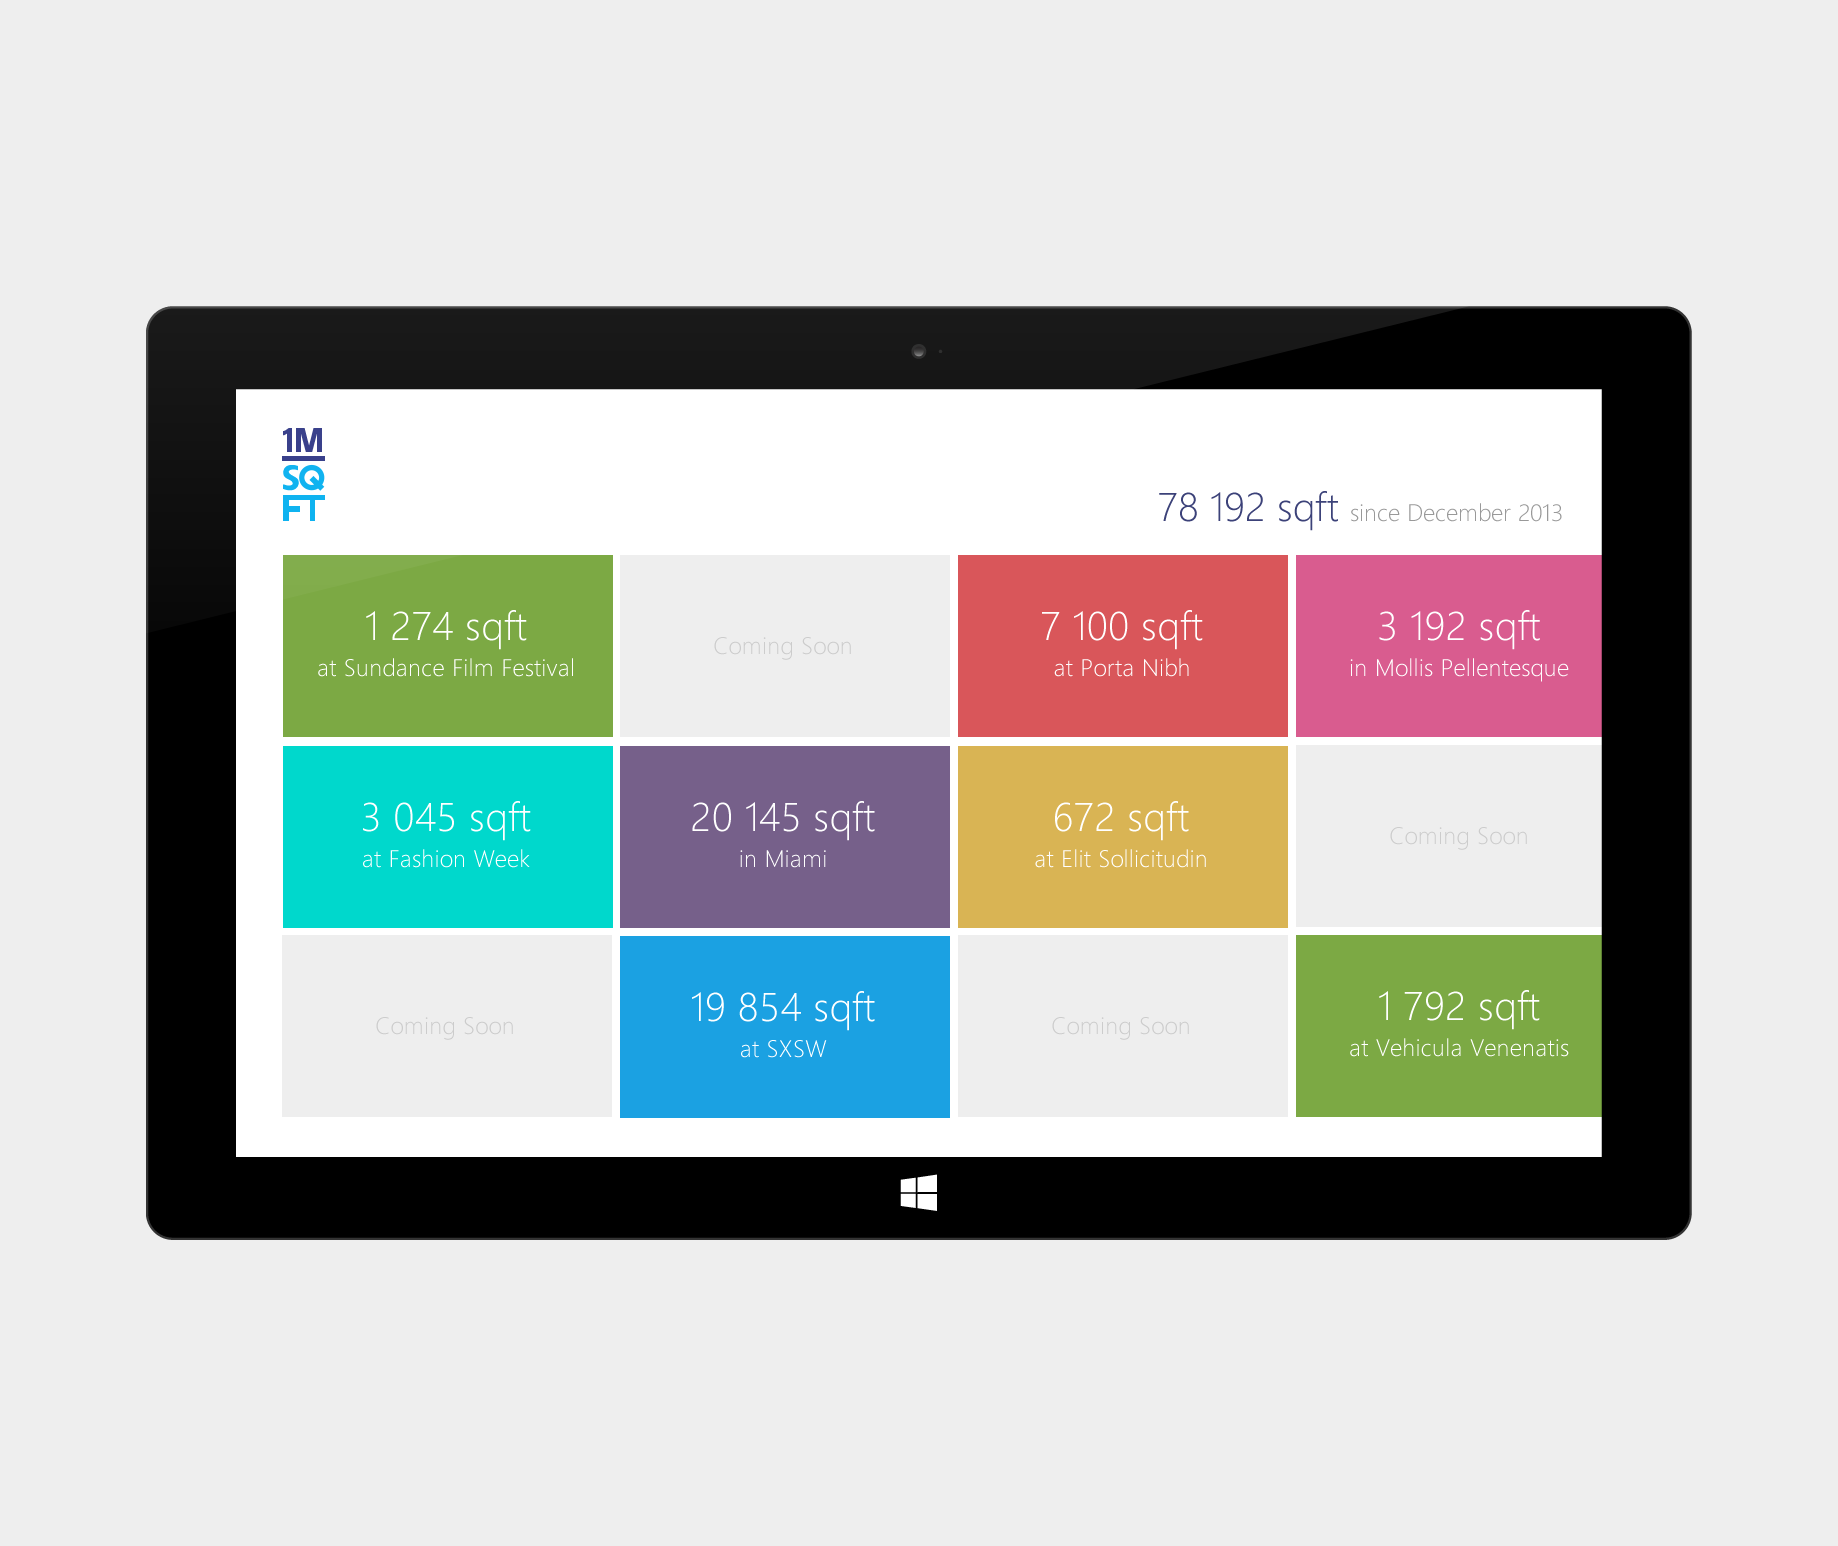 1M
SQ
FT
78 192 sqft since December 2013
1 274 sqft
at Sundance Film Festival
Coming Soon
7 100 sqft
at Porta Nibh
3 192 sqft
in Mollis Pellentesque
3 045 sqft
at Fashion Week
20 145 sqft
in Miami
672 sqft
at Elit Sollicitudin
Coming Soon
Coming Soon
19 854 sqft
at SXSW
Coming Soon
1 792 sqft
at Vehicula Venenatis